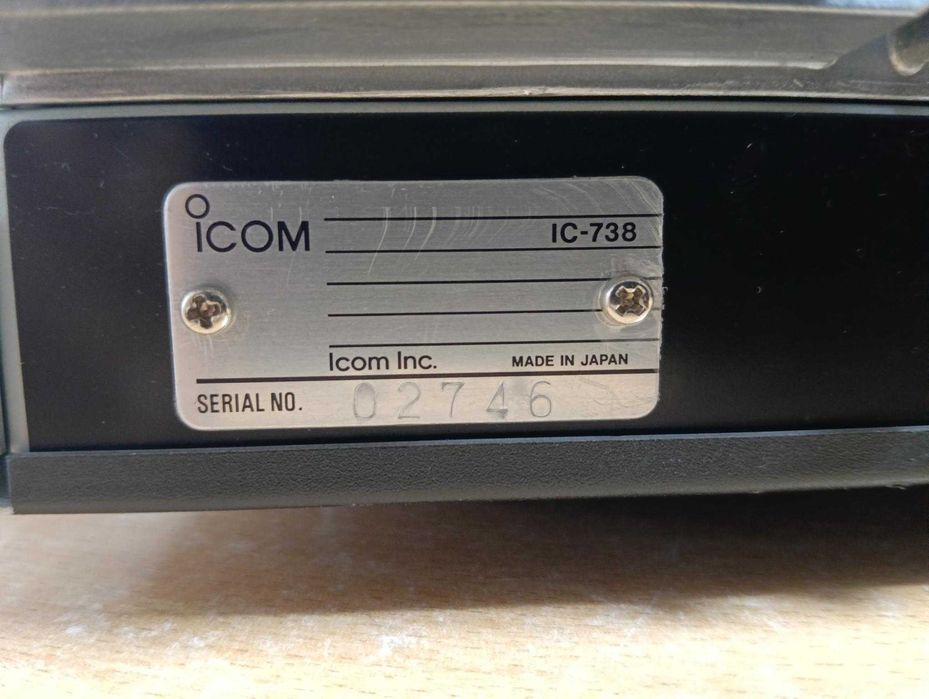 ICOM
IC-738
Icom Inc. MADE IN JAPAN
SERIAL NO. 02746